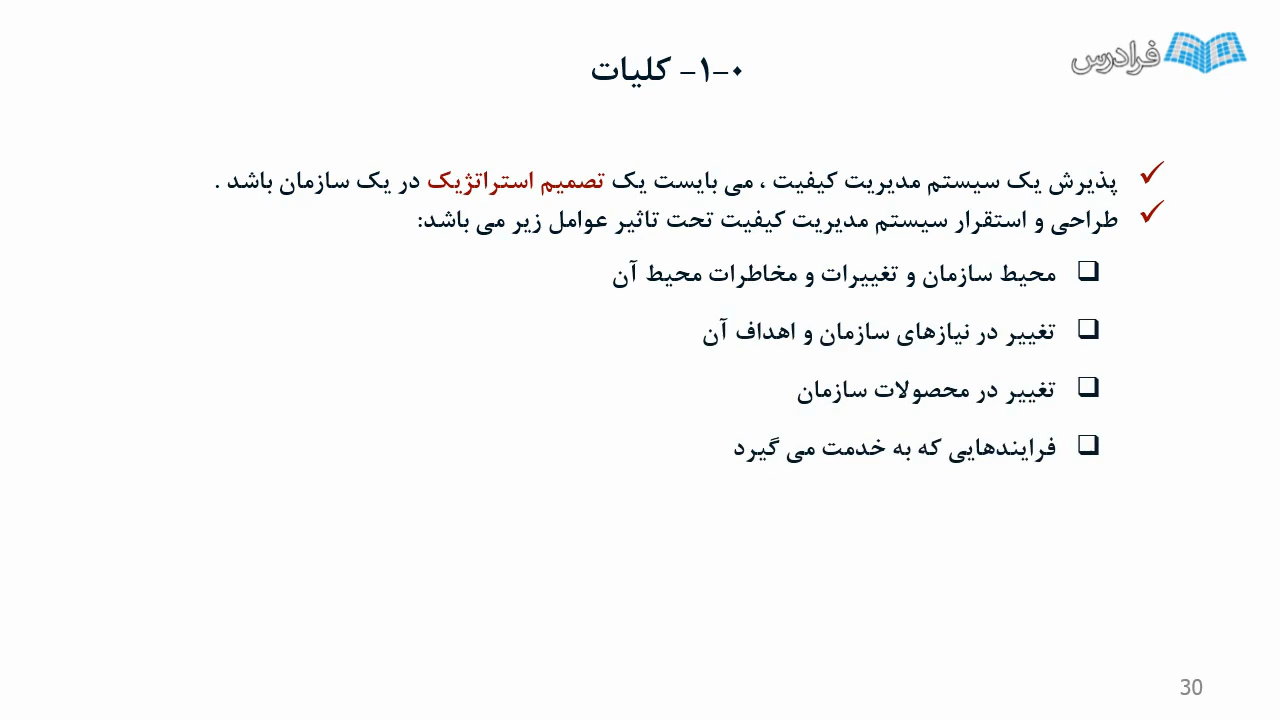 فرادرس
۰-۱- کلیات
پذیرش یک سیستم مدیریت کیفیت ، می بایست یک تصمیم استراتژیک در یک سازمان باشد .
طراحی و استقرار سیستم مدیریت کیفیت تحت تاثیر عوامل زیر می باشد:
محیط سازمان و تغییرات و مخاطرات محیط آن
تغییر در نیازهای سازمان و اهداف آن
تغییر در محصولات سازمان
فرایندهایی که به خدمت می گیرد
30